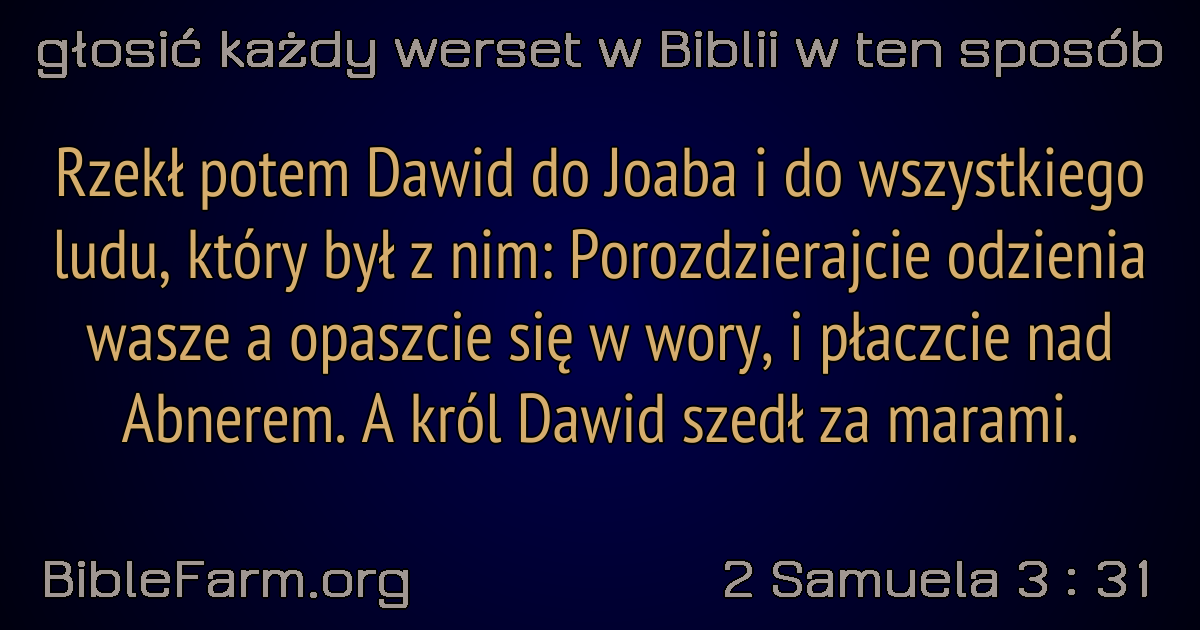 głosić każdy werset w Biblii w ten sposób
Rzekł potem Dawid do Joaba i do wszystkiego
ludu, który był z nim: Porozdzierajcie odzienia
wasze a opaszcie się w wory, i płaczcie nad
Abnerem. A król Dawid szedł za marami.
BibleFarm.org
2 Samuela 3 : 31